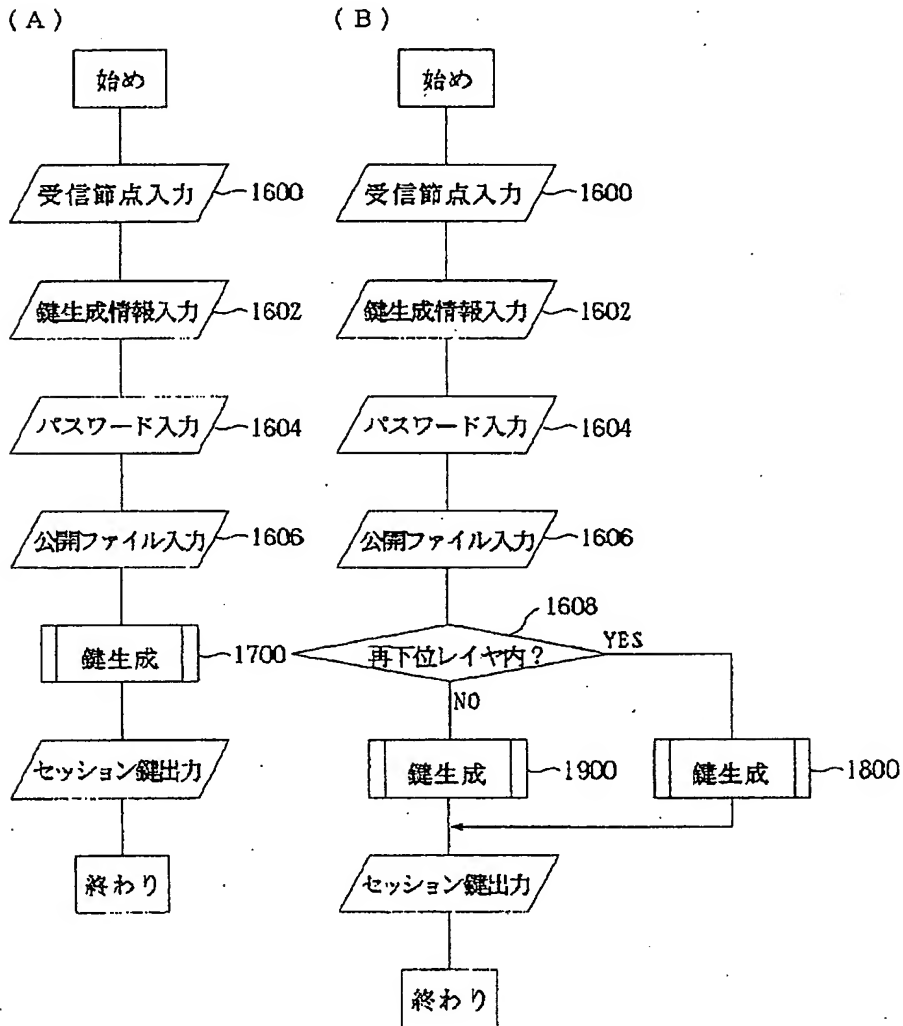 (A)
始め
受信節点入力
1600
鍵生成情報入力
1602
パスワード入力
1604
公開ファイル入力
1606
鍵生成
1700
セッション鍵出力
終わり
(B)
始め
受信節点入力
1600
鍵生成情報入力
1602
パスワード入力
1604
公開ファイル入力
1606
再下位レイヤ内?
1608
YES
NO
鍵生成
1900
鍵生成
1800
セッション鍵出力
終わり